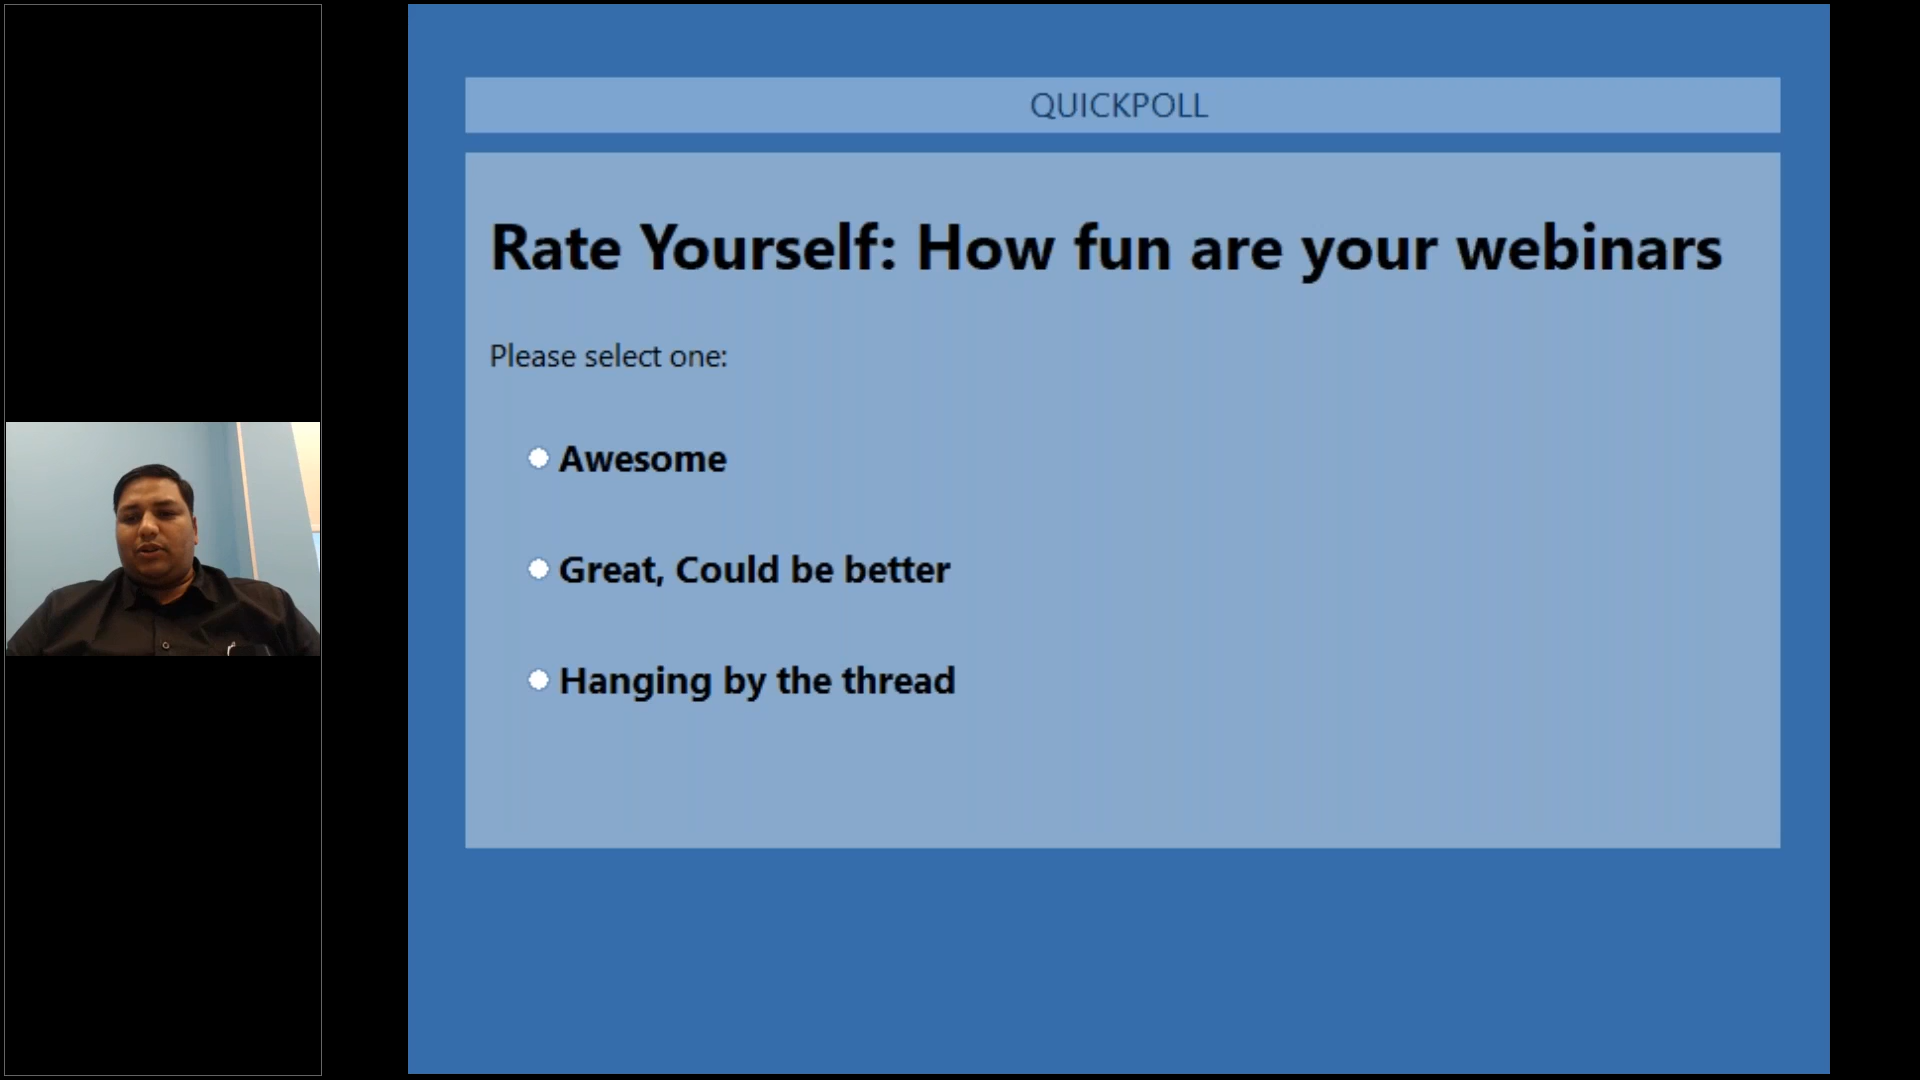 QUICKPOLL
Rate Yourself: How fun are your webinars
Please select one:
Awesome
Great, Could be better
Hanging by the thread